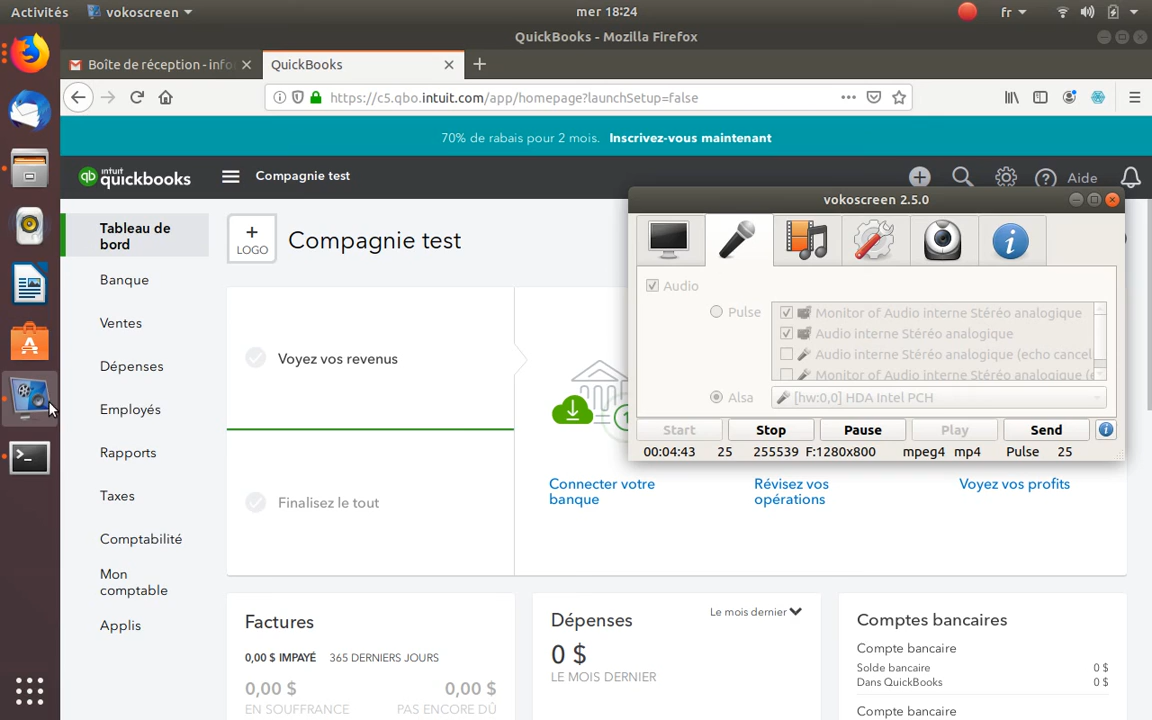 Activités
vokoscreen
mer 18:24
fr
QuickBooks - Mozilla Firefox
Boîte de réception - info
QuickBooks
https://c5.qbo.intuit.com/app/homepage?launchSetup=false
70% de rabais pour 2 mois. Inscrivez-vous maintenant
qb intuit quickbooks
Compagnie test
Aide
vokoscreen 2.5.0
Tableau de
bord
Banque
Ventes
Dépenses
Employés
Rapports
Taxes
Comptabilité
Mon
comptable
Applis
+
LOGO
Compagnie test
Voyez vos revenus
Finalisez le tout
Audio
Pulse
Monitor of Audio interne Stéréo analogique
Audio interne Stéréo analogique
Audio interne Stéréo analogique (echo cancel
Monitor of Audio interne Stéréo analogique (e
Alsa
[hw:0,0] HDA Intel PCH
Start
Stop
Pause
Play
Send
00:04:43
25
255539
F:1280x800
mpeg4
mp4
Pulse
25
Connecter votre
banque
Révisez vos
opérations
Voyez vos profits
Factures
0,00 $ IMPAYÉ
365 DERNIERS JOURS
0,00 $
0,00 $
EN SOUFFRANCE
PAS ENCORE DÛ
Dépenses
Le mois dernier
0 $
LE MOIS DERNIER
Comptes bancaires
Compte bancaire
Solde bancaire
0 $
Dans QuickBooks
0 $
Compte bancaire